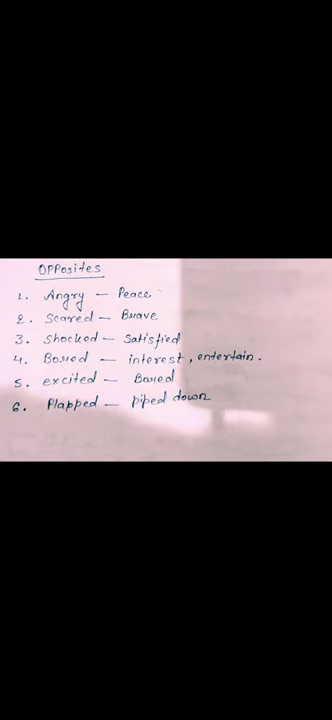 Opposites
1. Angry — Peace
2. Scared — Brave
3. Shocked — Satisfied
4. Bored — interest, entertain.
5. excited — Bored
6. Flapped — piped down